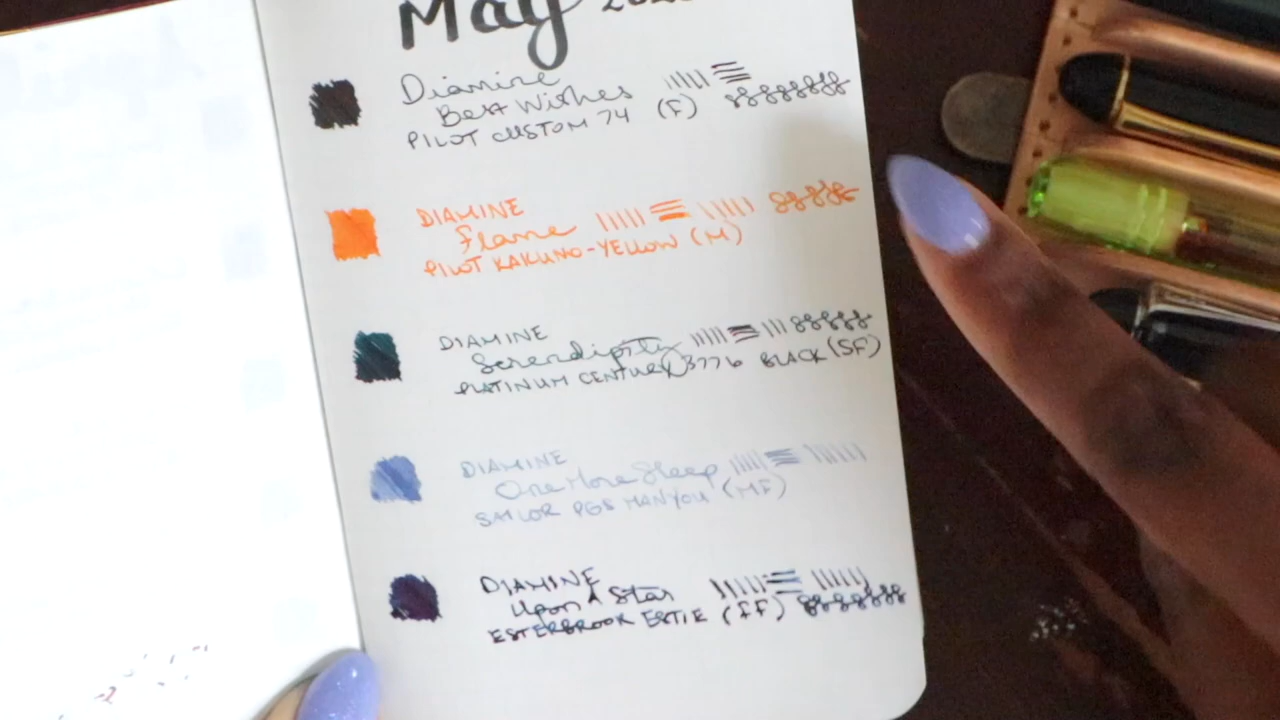 May
Diamine
Best Wishes
PILOT CUSTOM 74 (F)
DIAMINE
flame
PILOT KAKUNO-YELLOW (M)
DIAMINE
Serendipity
PLATINUM CENTURY 3776 BLACK (SF)
DIAMINE
One More Sleep
SAILOR PGS MANYOU (MF)
DIAMINE
Upon A Star
ESTERBROOK ESTIE (FF)